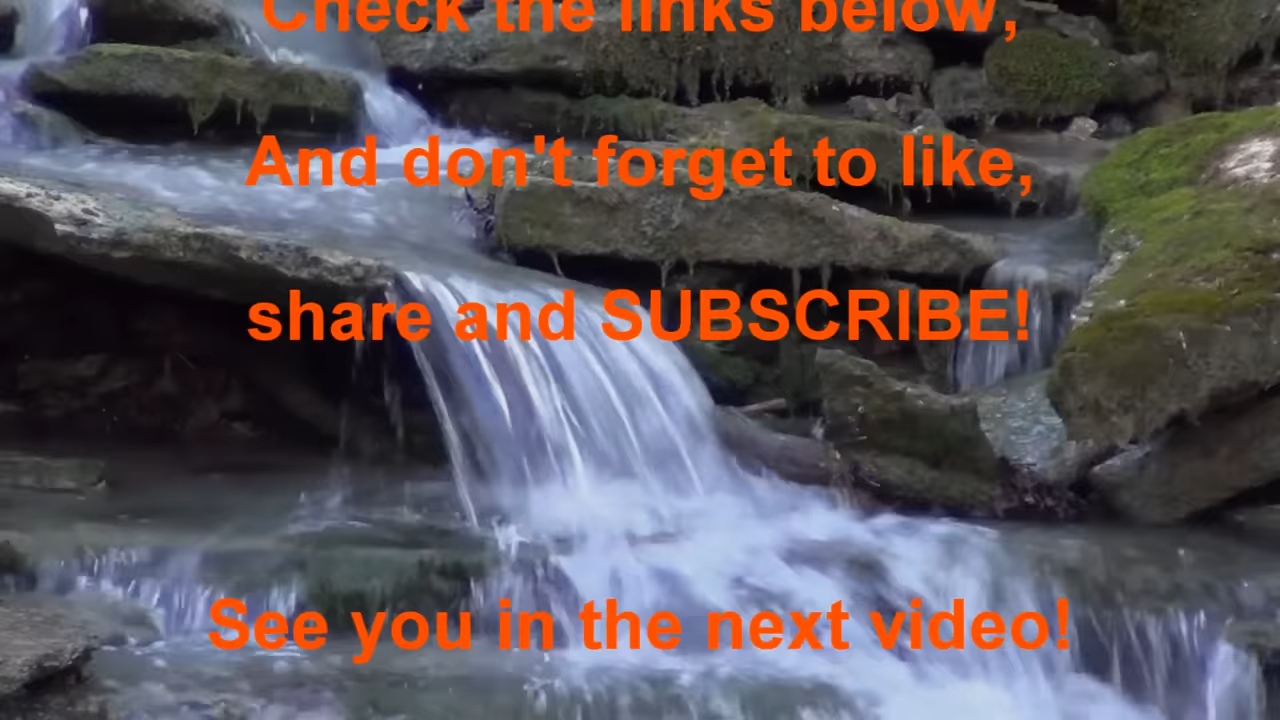 Check the links below,
And don't forget to like,
share and SUBSCRIBE!
See you in the next video!